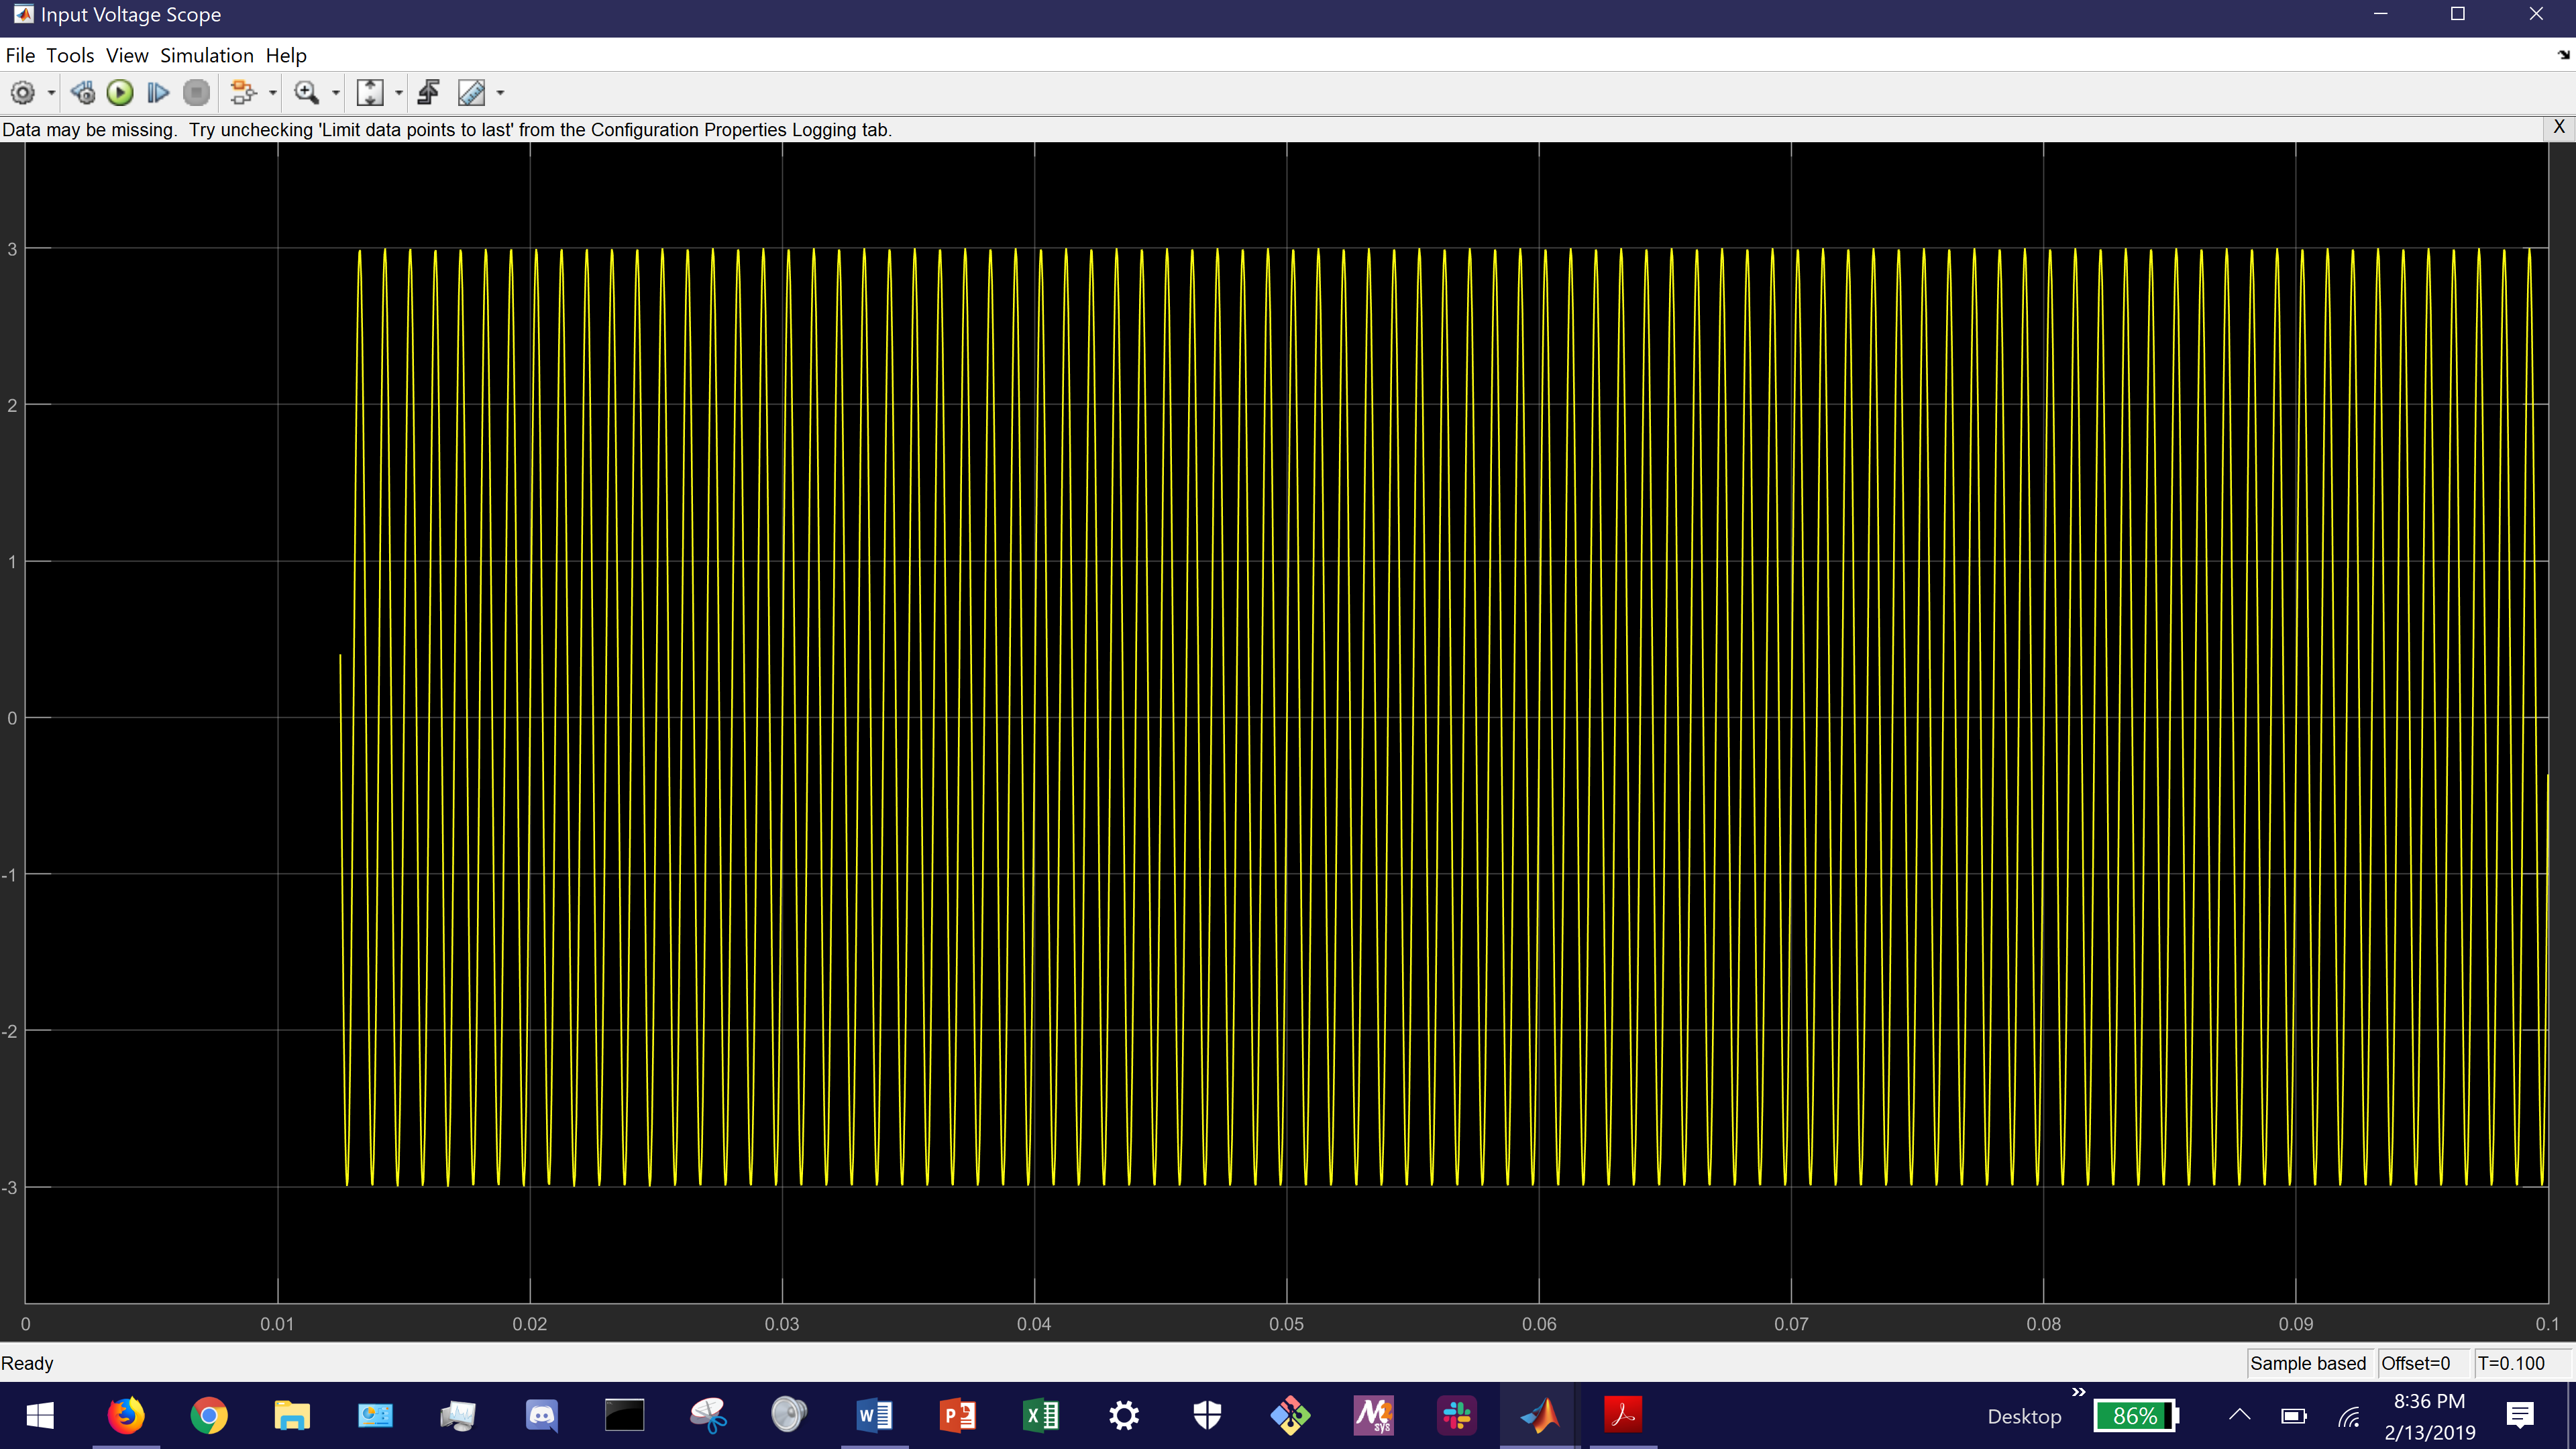 Input Voltage Scope
File Tools View Simulation Help
Data may be missing. Try unchecking 'Limit data points to last' from the Configuration Properties Logging tab.
X
3
2
1
0
-1
-2
-3
0 0.01 0.02 0.03 0.04 0.05 0.06 0.07 0.08 0.09 0.1
Ready
Sample based Offset=0 T=0.100
Desktop
86%
8:36 PM
2/13/2019